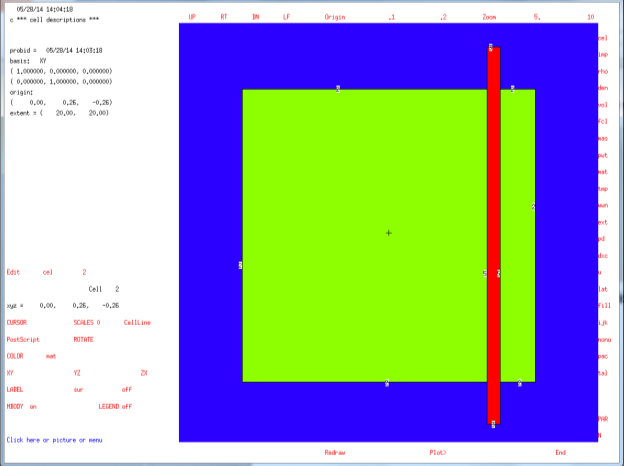 05/28/14 14:04:18
c *** cell descriptions ***
probid = 05/28/14 14:03:18
basis: XY
( 1.000000, 0.000000, 0.000000)
( 0.000000, 1.000000, 0.000000)
origin:
( 0.00, 0.26, -0.26)
extent = ( 20.00, 20.00)
UP RT DN LF Origin .1 .2 Zoom 5. 10
cel
imp
rho
den
vol
fcl
mas
pwt
mat
tmp
wwn
ext
pd
dxc
u
lat
fill
ijk
nonu
pac
tal
PAR
N
Edit cel 2
Cell 2
xyz = 0.00, 0.26, -0.26
CURSOR SCALES 0 CellLine
PostScript ROTATE
COLOR mat
XY YZ ZX
LABEL sur off
MBODY on LEGEND off
Click here or picture or menu
Redraw Plot> End